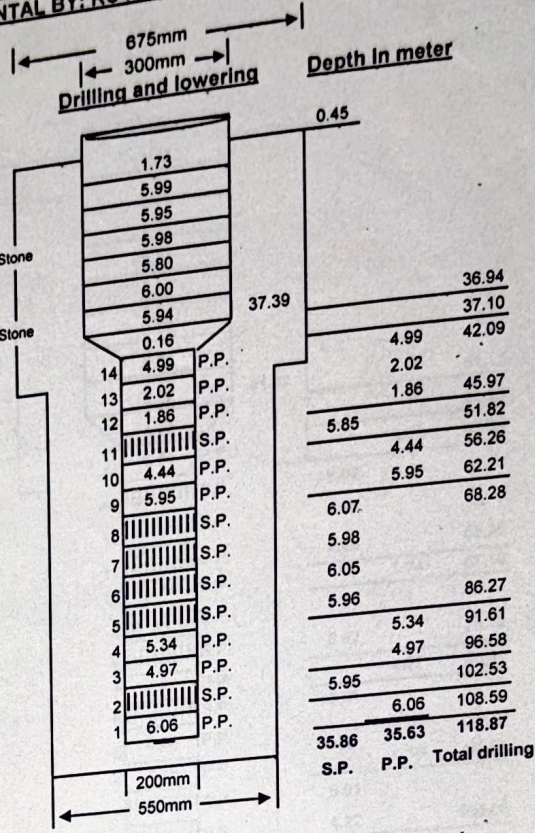 NTAL BY:
675mm
300mm
Drilling and lowering
Depth In meter
0.45
1.73
5.99
5.95
5.98
5.80
6.00
5.94
0.16
Stone
Stone
37.39
36.94
37.10
14 4.99 P.P. 4.99 42.09
13 2.02 P.P. 2.02
12 1.86 P.P. 1.86 45.97
11 S.P. 5.85 51.82
10 4.44 P.P. 4.44 56.26
9 5.95 P.P. 5.95 62.21
8 S.P. 6.07 68.28
7 S.P. 5.98
6 S.P. 6.05
5 S.P. 5.96 86.27
4 5.34 P.P. 5.34 91.61
3 4.97 P.P. 4.97 96.58
2 S.P. 5.95 102.53
1 6.06 P.P. 6.06 108.59
35.86 35.63 118.87
S.P. P.P. Total drilling
200mm
550mm